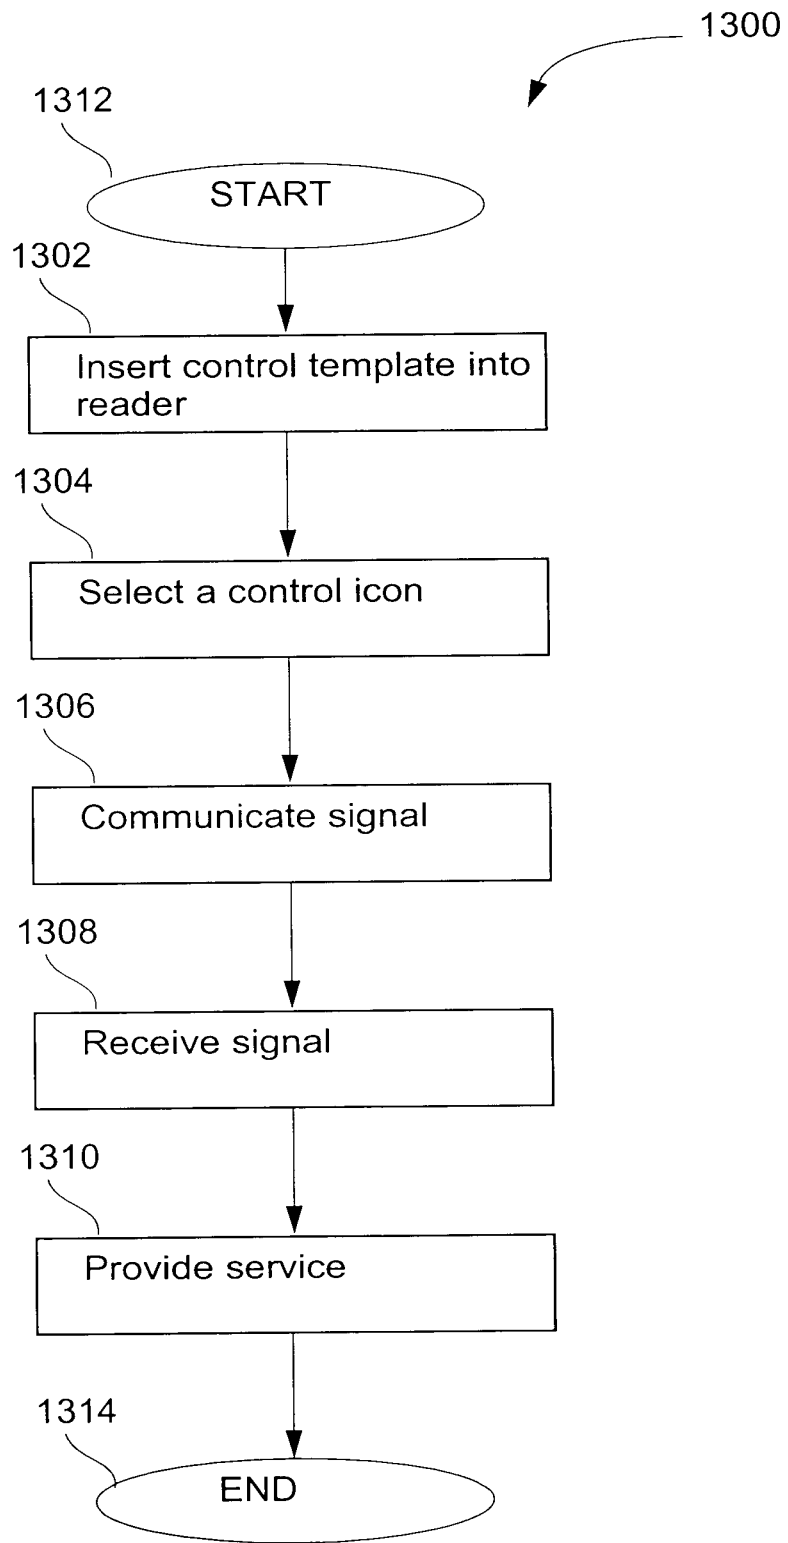 1300
1312
START
1302
Insert control template into
reader
1304
Select a control icon
1306
Communicate signal
1308
Receive signal
1310
Provide service
1314
END